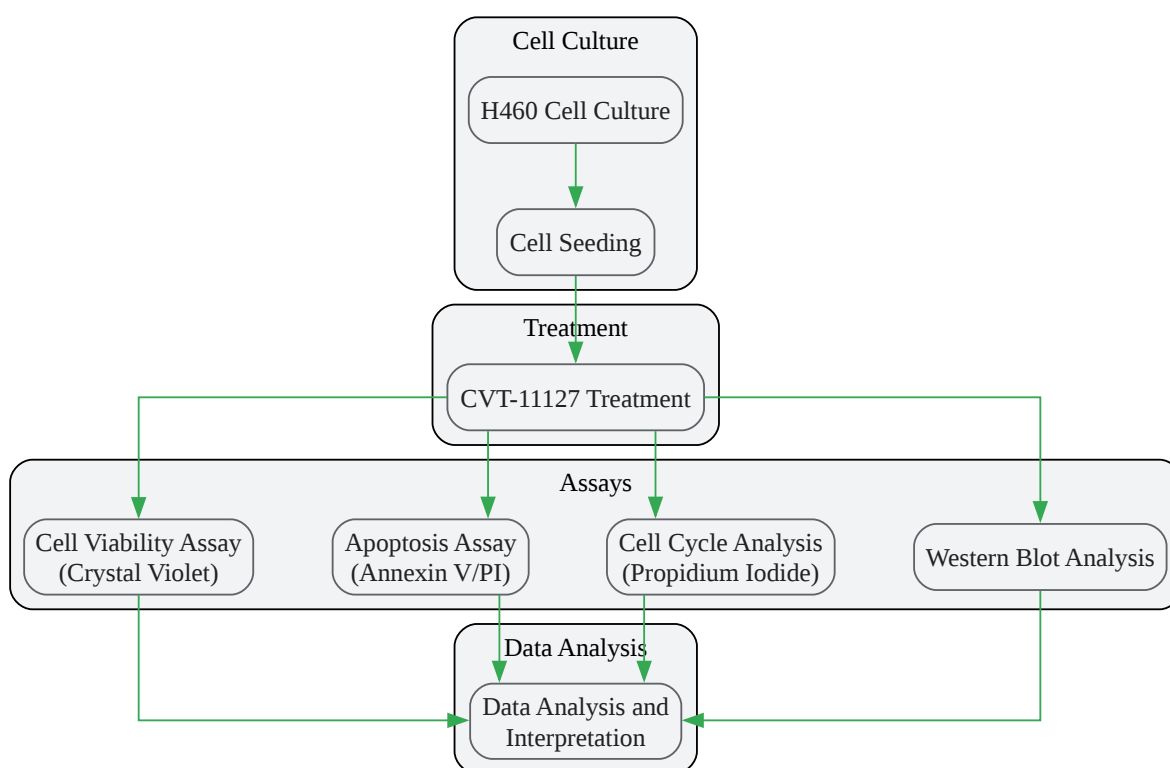 Cell Culture
H460 Cell Culture
Cell Seeding
Treatment
CVT-11127 Treatment
Assays
Cell Viability Assay
(Crystal Violet)
Apoptosis Assay
(Annexin V/PI)
Cell Cycle Analysis
(Propidium Iodide)
Western Blot Analysis
Data Analysis
Data Analysis and
Interpretation